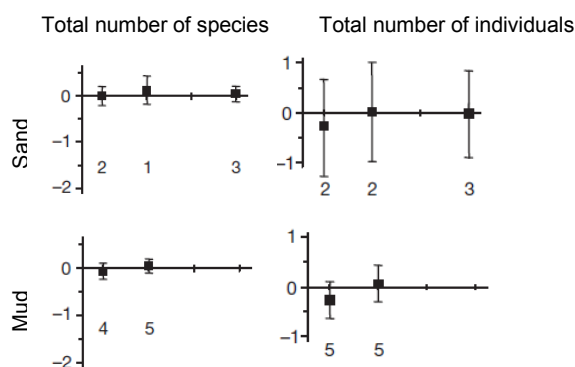 Total number of species
Total number of individuals
Sand
0
−1
−2
2 1 3
1
0
−1
2 2 3
Mud
0
−1
−2
4 5
1
0
−1
5 5